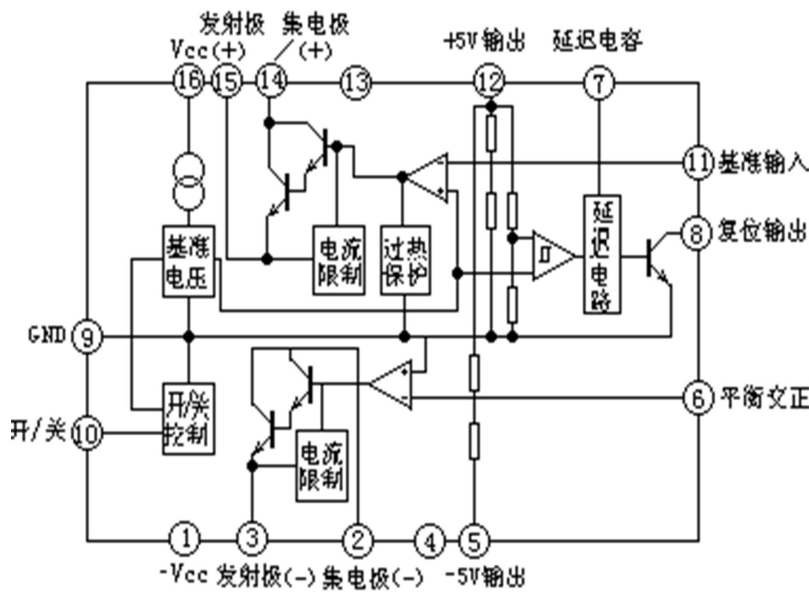 发射极 集电极
Vcc(+) (+) +5V输出 延迟电容
16 15 14 13 12 7
11 基准输入
基准
电压
电流
限制
过热
保护
延
迟
电
路
8 复位输出
GND 9
开/关
控制
6 平衡交正
开/关 10
电流
限制
1 3 2 4 5
-Vcc 发射极(-) 集电极(-) -5V输出